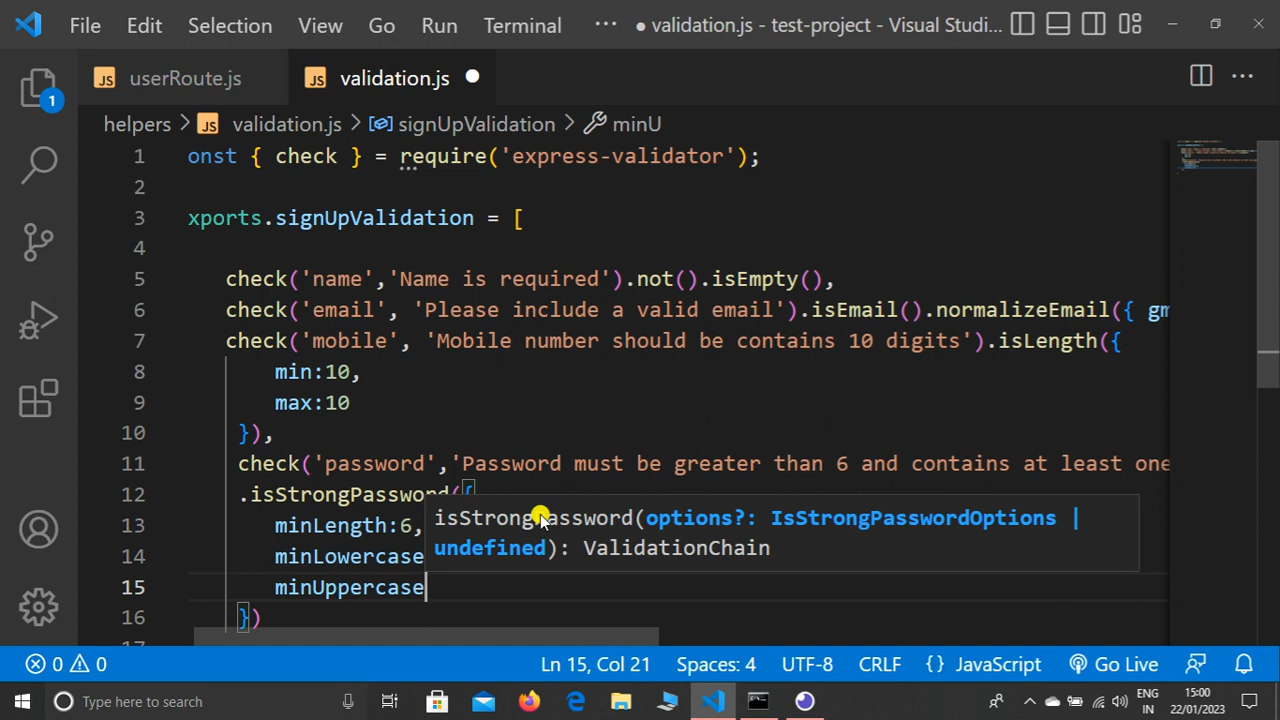 File Edit Selection View Go Run Terminal ··· ● validation.js - test-project - Visual Studi...
JS userRoute.js JS validation.js ●
1
helpers > JS validation.js > signUpValidation > minU
1 onst { check } = require('express-validator');
2
3 xports.signUpValidation = [
4
5 check('name','Name is required').not().isEmpty(),
6 check('email', 'Please include a valid email').isEmail().normalizeEmail({ gm
7 check('mobile', 'Mobile number should be contains 10 digits').isLength({
8 min:10,
9 max:10
10 }),
11 check('password','Password must be greater than 6 and contains at least one
12 .isStrongPassword({
isStrongPassword(options?: IsStrongPasswordOptions |
undefined): ValidationChain
13 minLength:6,
14 minLowercase
15 minUppercase
16 })
0 0 Ln 15, Col 21 Spaces: 4 UTF-8 CRLF {} JavaScript Go Live
Type here to search ENG IN 15:00 22/01/2023